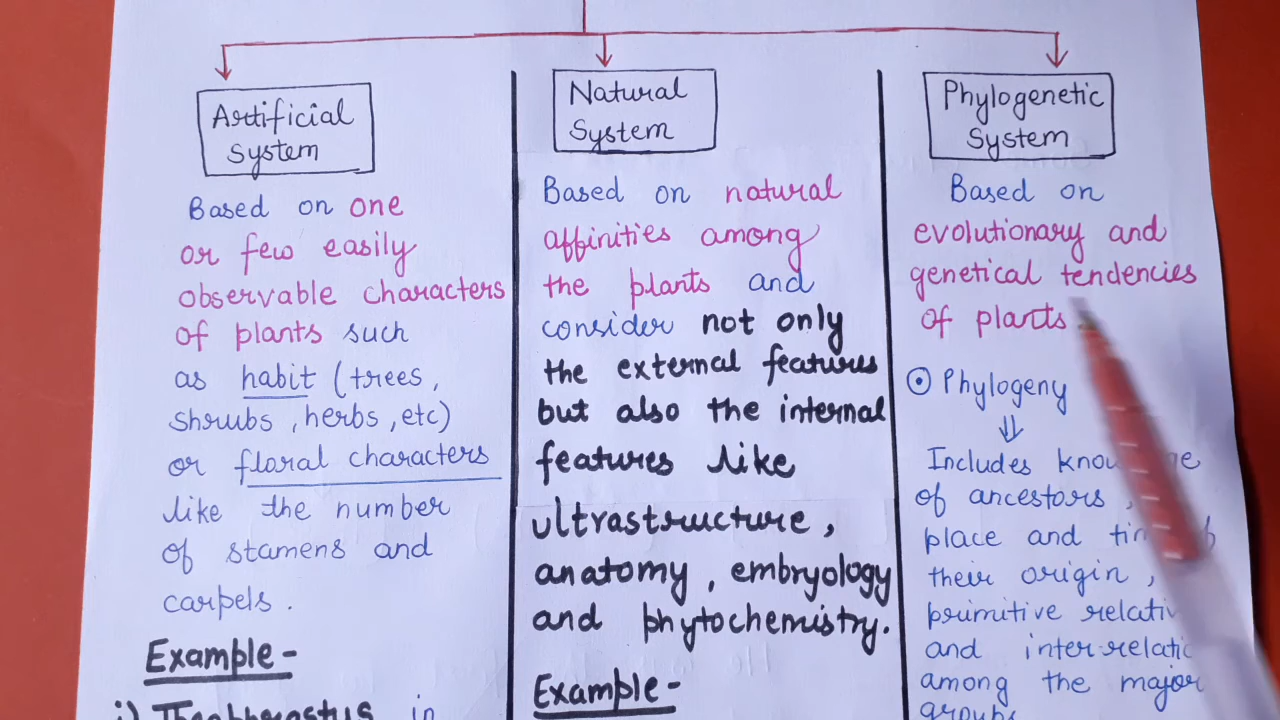 Artificial
System
Based on one
or few easily
observable characters
of plants such
as habit (trees,
shrubs, herbs, etc)
or floral characters
like the number
of stamens and
carpels.
Example-
i) Theophrastus in
Natural
System
Based on natural
affinities among
the plants and
consider not only
the external features
but also the internal
features like
ultrastructure,
anatomy, embryology
and phytochemistry.
Example-
Phylogenetic
System
Based on
evolutionary and
genetical tendencies
of plants
Phylogeny
Includes
of ancestors,
place and
their origin,
primitive
and
among the major
groups